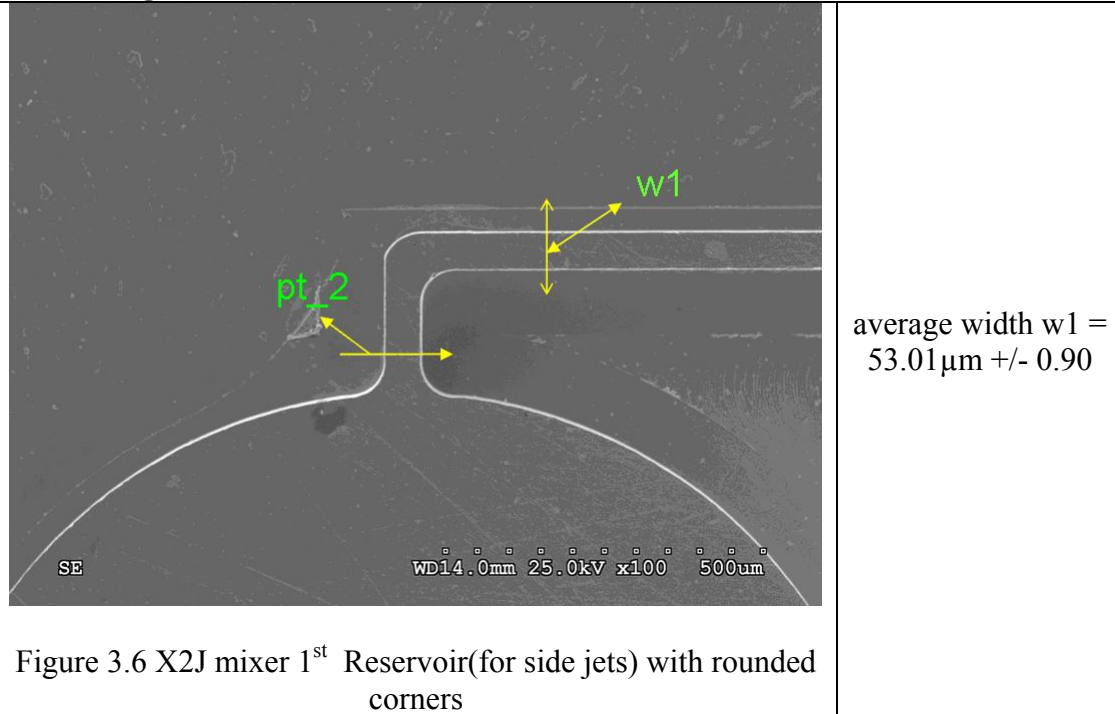 w1
pt_2
SE
WD14.0mm 25.0kV x100 500um
average width w1 =
53.01µm +/- 0.90
Figure 3.6 X2J mixer 1st Reservoir(for side jets) with rounded
corners